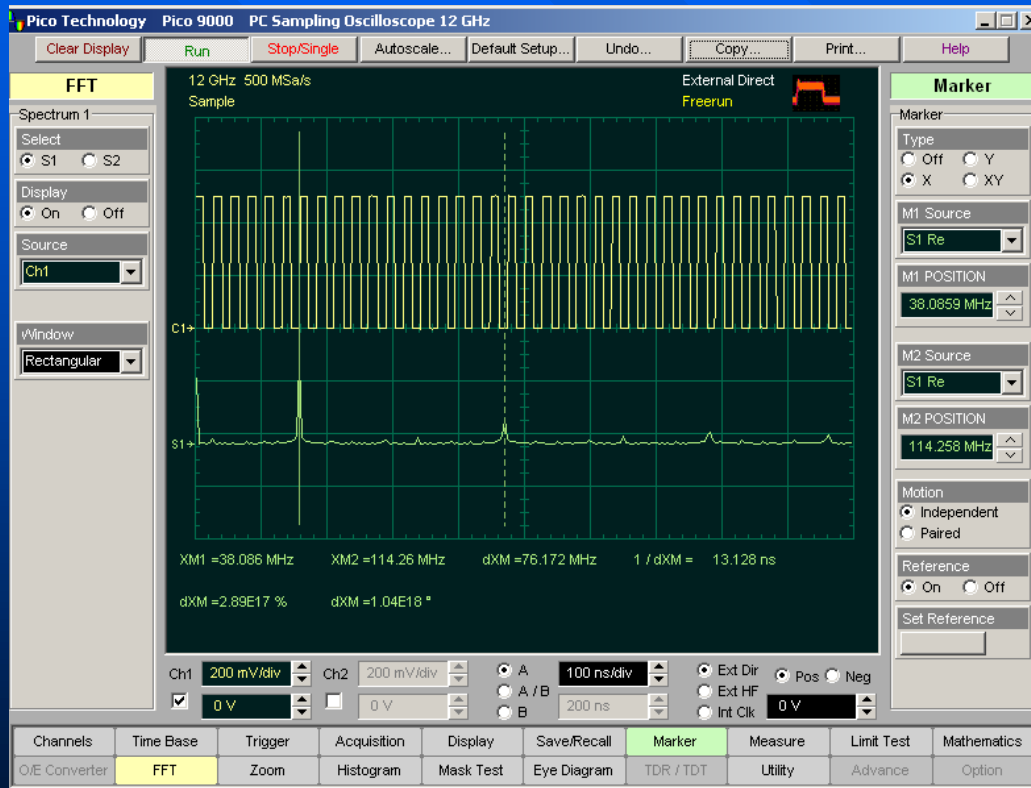 Pico Technology Pico 9000 PC Sampling Oscilloscope 12 GHz
Clear Display Run Stop/Single Autoscale... Default Setup... Undo... Copy... Print... Help
FFT
Spectrum 1
Select
S1 S2
Display
On Off
Source
Ch1
Window
Rectangular
12 GHz 500 MSa/s
Sample
External Direct
Freerun
C1
S1
XM1 =38.086 MHz XM2 =114.26 MHz dXM =76.172 MHz 1 / dXM = 13.128 ns
dXM =2.89E17 % dXM =1.04E18 °
Marker
Marker
Type
Off Y
X XY
M1 Source
S1 Re
M1 POSITION
38.0859 MHz
M2 Source
S1 Re
M2 POSITION
114.258 MHz
Motion
Independent
Paired
Reference
On Off
Set Reference
Ch1 200 mV/div Ch2 200 mV/div A 100 ns/div Ext Dir Pos Neg
A / B Ext HF
0 V 0 V B 200 ns Int Clk 0 V
Channels Time Base Trigger Acquisition Display Save/Recall Marker Measure Limit Test Mathematics
O/E Converter FFT Zoom Histogram Mask Test Eye Diagram TDR / TDT Utility Advance Option